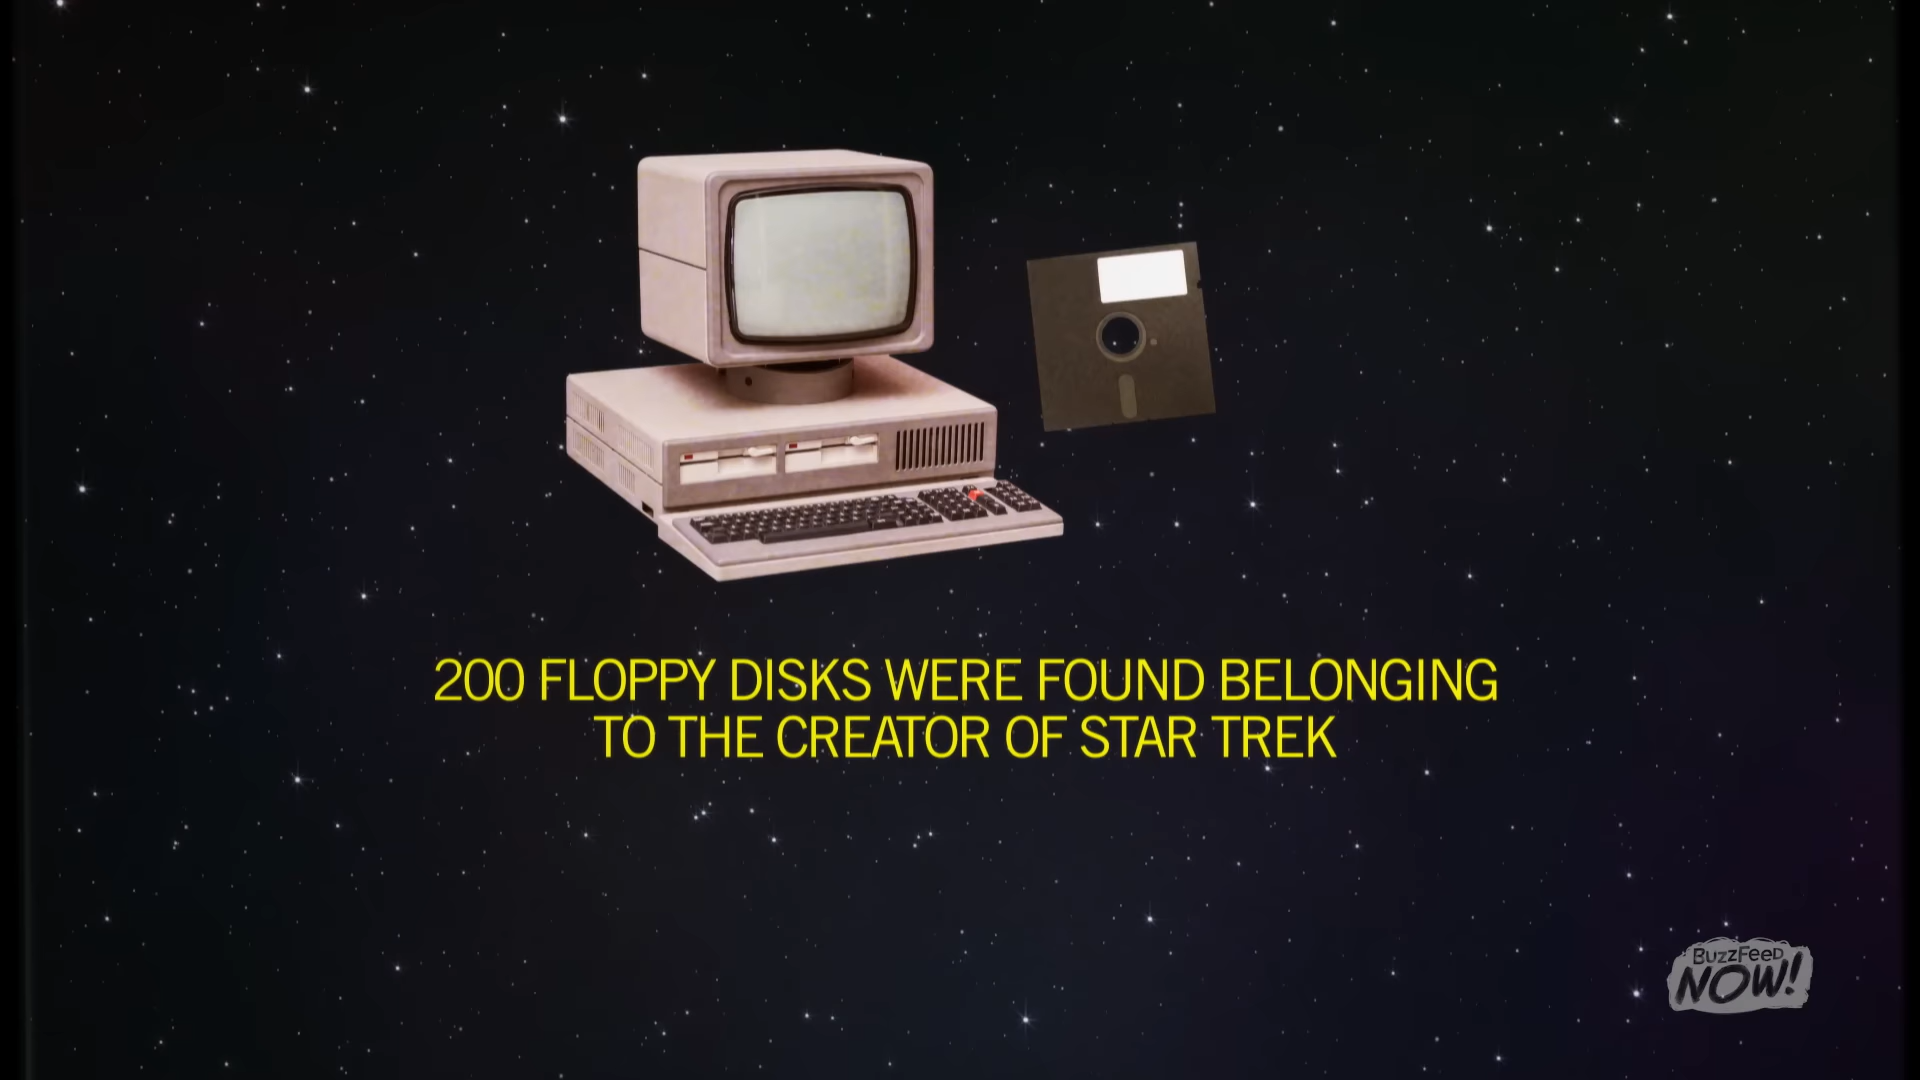 200 FLOPPY DISKS WERE FOUND BELONGING
TO THE CREATOR OF STAR TREK
BuzzFeeD
NOW!